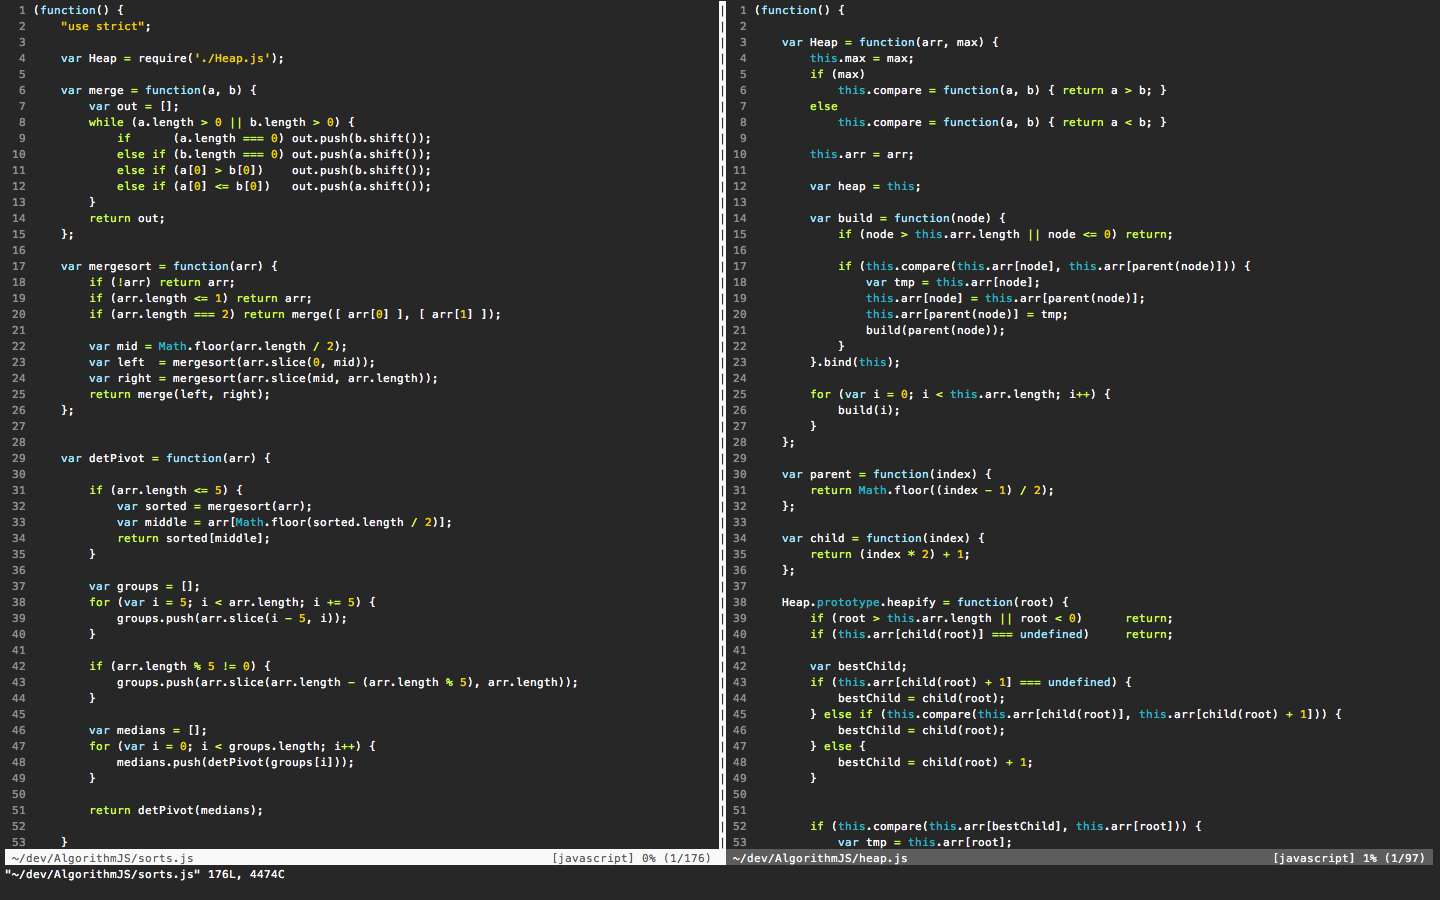 1 (function() {
2     "use strict";
3
4     var Heap = require('./Heap.js');
5
6     var merge = function(a, b) {
7         var out = [];
8         while (a.length > 0 || b.length > 0) {
9             if      (a.length === 0) out.push(b.shift());
10             else if (b.length === 0) out.push(a.shift());
11             else if (a[0] > b[0])    out.push(b.shift());
12             else if (a[0] <= b[0])   out.push(a.shift());
13         }
14         return out;
15     };
16
17     var mergesort = function(arr) {
18         if (!arr) return arr;
19         if (arr.length <= 1) return arr;
20         if (arr.length === 2) return merge([ arr[0] ], [ arr[1] ]);
21
22         var mid = Math.floor(arr.length / 2);
23         var left  = mergesort(arr.slice(0, mid));
24         var right = mergesort(arr.slice(mid, arr.length));
25         return merge(left, right);
26     };
27
28
29     var detPivot = function(arr) {
30
31         if (arr.length <= 5) {
32             var sorted = mergesort(arr);
33             var middle = arr[Math.floor(sorted.length / 2)];
34             return sorted[middle];
35         }
36
37         var groups = [];
38         for (var i = 5; i < arr.length; i += 5) {
39             groups.push(arr.slice(i - 5, i));
40         }
41
42         if (arr.length % 5 != 0) {
43             groups.push(arr.slice(arr.length - (arr.length % 5), arr.length));
44         }
45
46         var medians = [];
47         for (var i = 0; i < groups.length; i++) {
48             medians.push(detPivot(groups[i]));
49         }
50
51         return detPivot(medians);
52
53     }
~/dev/AlgorithmJS/sorts.js [javascript] 0% (1/176)
1 (function() {
2
3     var Heap = function(arr, max) {
4         this.max = max;
5         if (max)
6             this.compare = function(a, b) { return a > b; }
7         else
8             this.compare = function(a, b) { return a < b; }
9
10         this.arr = arr;
11
12         var heap = this;
13
14         var build = function(node) {
15             if (node > this.arr.length || node <= 0) return;
16
17             if (this.compare(this.arr[node], this.arr[parent(node)])) {
18                 var tmp = this.arr[node];
19                 this.arr[node] = this.arr[parent(node)];
20                 this.arr[parent(node)] = tmp;
21                 build(parent(node));
22             }
23         }.bind(this);
24
25         for (var i = 0; i < this.arr.length; i++) {
26             build(i);
27         }
28     };
29
30     var parent = function(index) {
31         return Math.floor((index - 1) / 2);
32     };
33
34     var child = function(index) {
35         return (index * 2) + 1;
36     };
37
38     Heap.prototype.heapify = function(root) {
39         if (root > this.arr.length || root < 0)      return;
40         if (this.arr[child(root)] === undefined)     return;
41
42         var bestChild;
43         if (this.arr[child(root) + 1] === undefined) {
44             bestChild = child(root);
45         } else if (this.compare(this.arr[child(root)], this.arr[child(root) + 1])) {
46             bestChild = child(root);
47         } else {
48             bestChild = child(root) + 1;
49         }
50
51
52         if (this.compare(this.arr[bestChild], this.arr[root])) {
53             var tmp = this.arr[root];
~/dev/AlgorithmJS/heap.js [javascript] 1% (1/97)
"~/dev/AlgorithmJS/sorts.js" 176L, 4474C